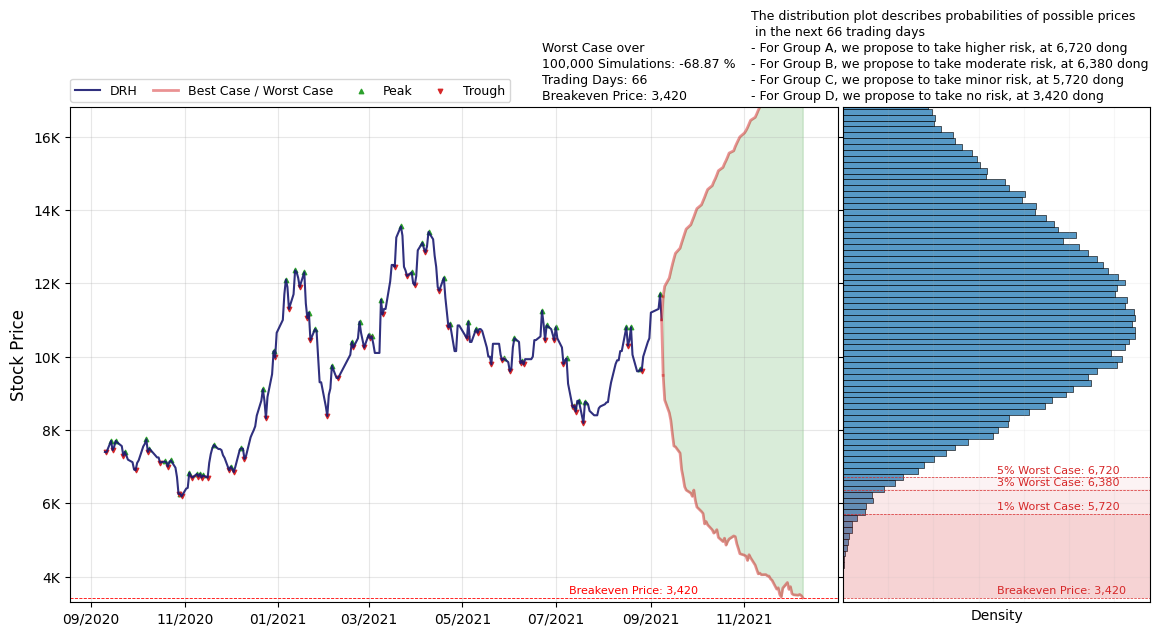 The distribution plot describes probabilities of possible prices
in the next 66 trading days
- For Group A, we propose to take higher risk, at 6,720 dong
- For Group B, we propose to take moderate risk, at 6,380 dong
- For Group C, we propose to take minor risk, at 5,720 dong
- For Group D, we propose to take no risk, at 3,420 dong
Worst Case over
100,000 Simulations: -68.87 %
Trading Days: 66
Breakeven Price: 3,420
DRH
Best Case / Worst Case
Peak
Trough
Stock Price
16K
14K
12K
10K
8K
6K
4K
Breakeven Price: 3,420
09/2020
11/2020
01/2021
03/2021
05/2021
07/2021
09/2021
11/2021
5% Worst Case: 6,720
3% Worst Case: 6,380
1% Worst Case: 5,720
Breakeven Price: 3,420
Density